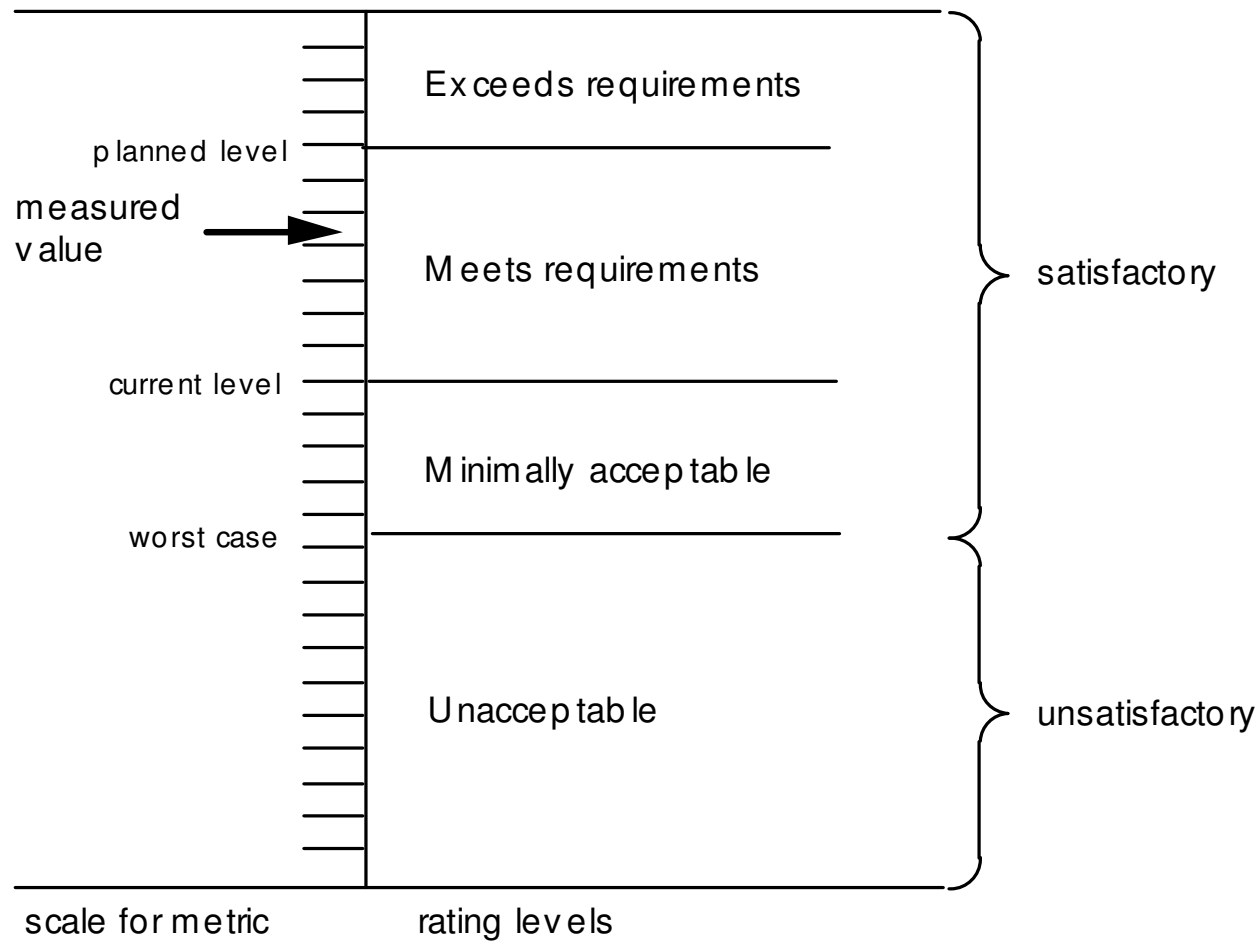 Exceeds requirements
planned level
measured
value
Meets requirements
satisfactory
current level
Minimally acceptable
worst case
Unacceptable
unsatisfactory
scale for metric
rating levels